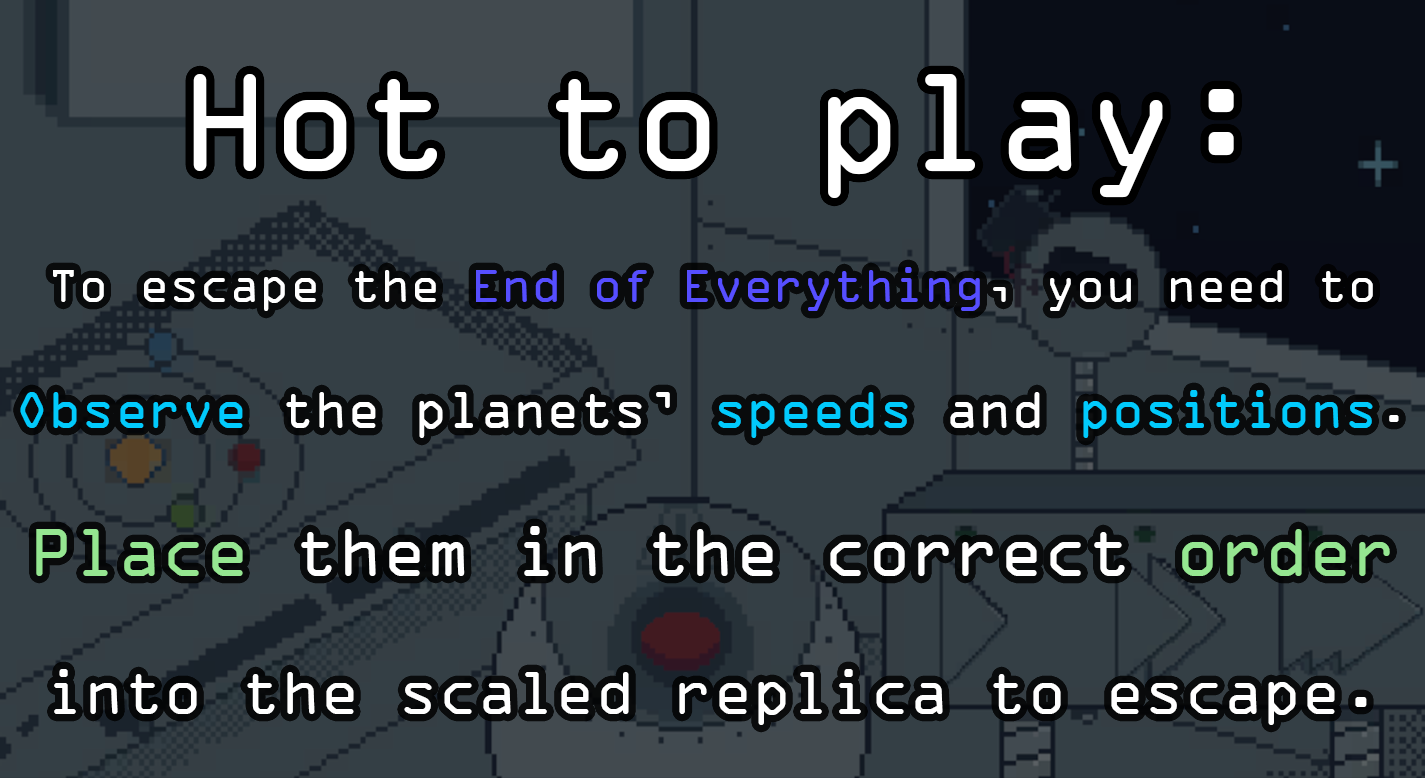 Hot to play:
To escape the End of Everything, you need to
Observe the planets' speeds and positions.
Place them in the correct order
into the scaled replica to escape.